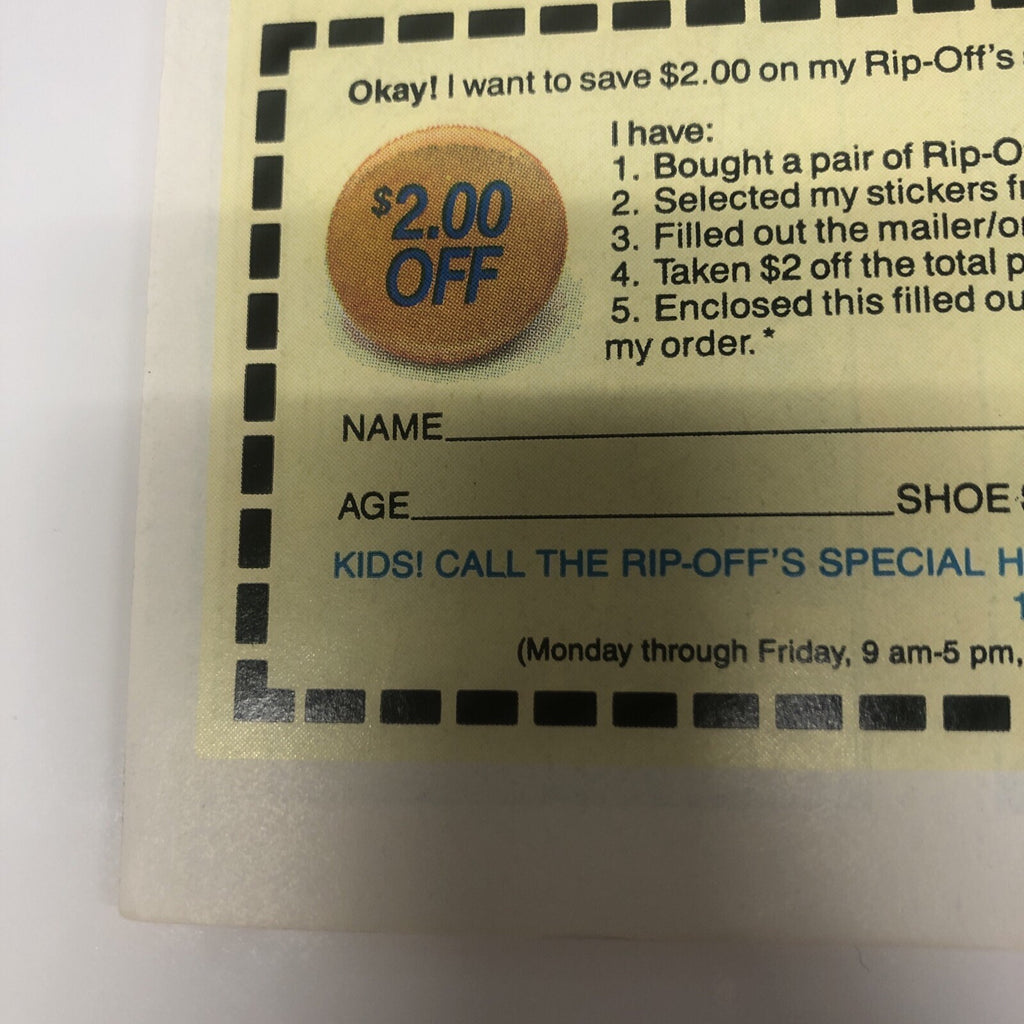 Okay! I want to save $2.00 on my Rip-Off's
$2.00
OFF
I have:
1. Bought a pair of Rip-O
2. Selected my stickers fr
3. Filled out the mailer/or
4. Taken $2 off the total p
5. Enclosed this filled ou
my order.*
NAME
AGE SHOE
KIDS! CALL THE RIP-OFF'S SPECIAL H
1
(Monday through Friday, 9 am-5 pm,